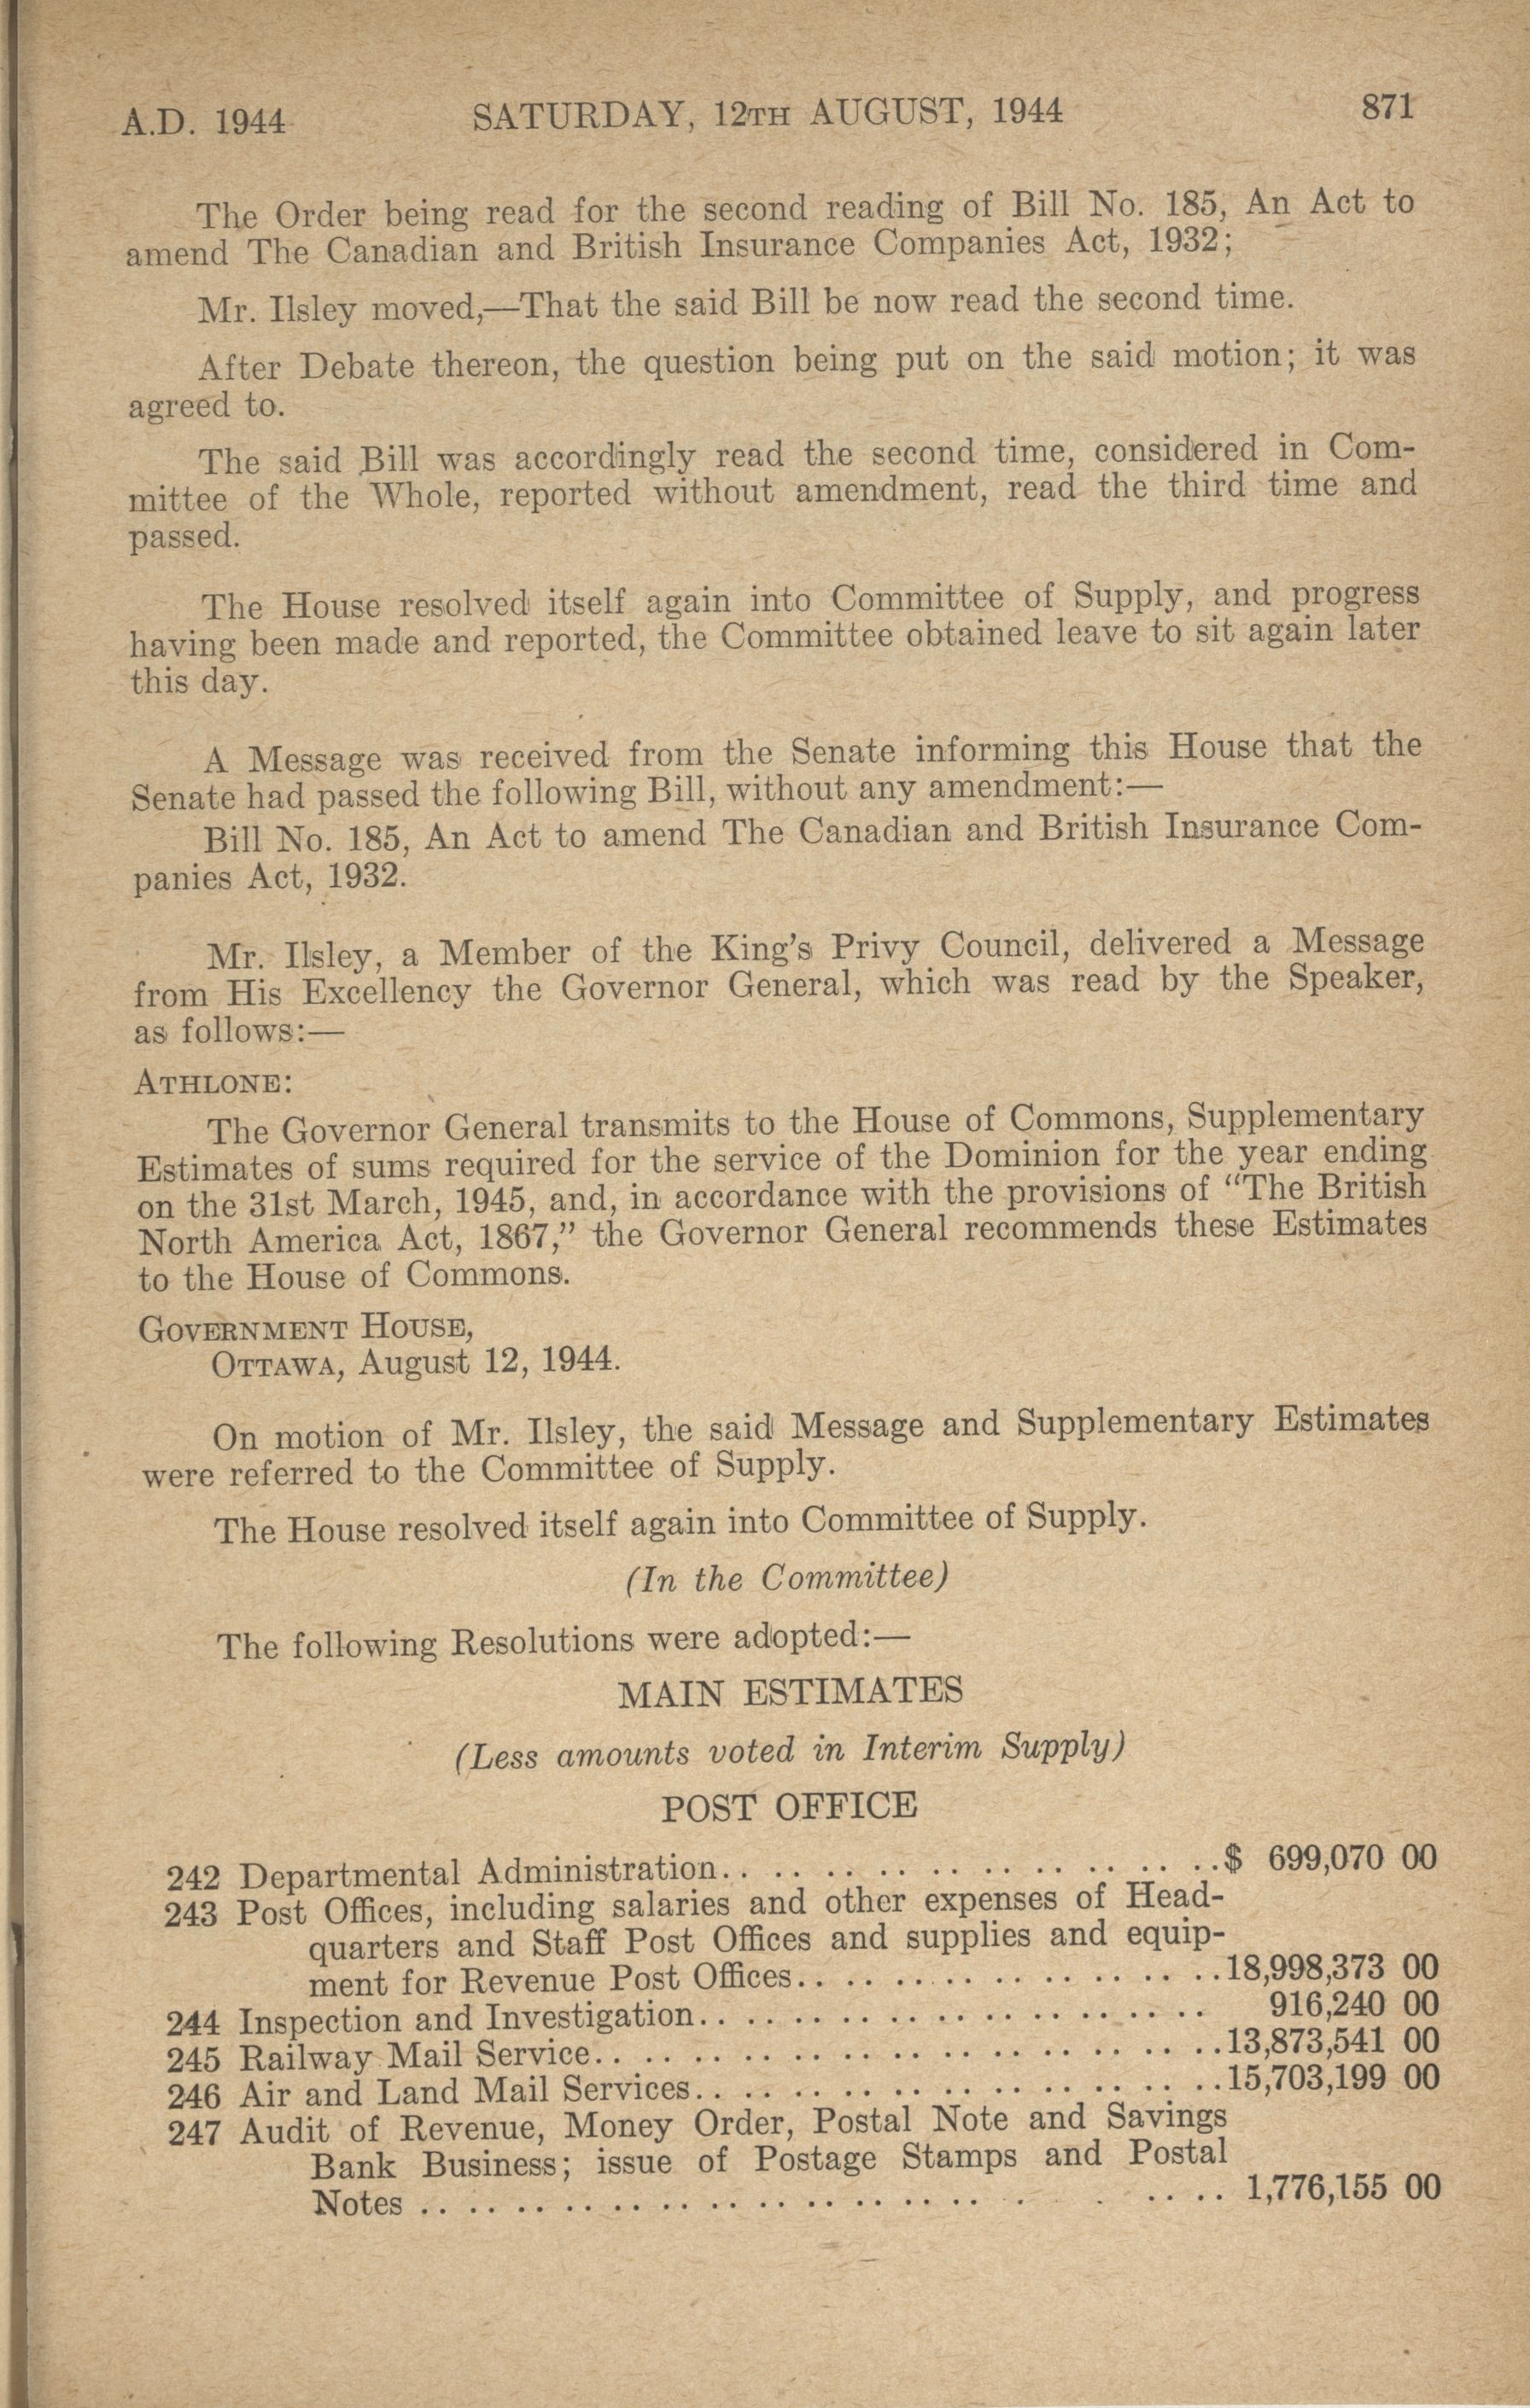 A.D. 1944 SATURDAY, 12TH AUGUST, 1944 871
The Order being read for the second reading of Bill No. 185, An Act to
amend The Canadian and British Insurance Companies Act, 1932;
Mr. Ilsley moved,—That the said Bill be now read the second time.
After Debate thereon, the question being put on the said motion; it was
agreed to.
The said Bill was accordingly read the second time, considered in Com-
mittee of the Whole, reported without amendment, read the third time and
passed.
The House resolved itself again into Committee of Supply, and progress
having been made and reported, the Committee obtained leave to sit again later
this day.
A Message was received from the Senate informing this House that the
Senate had passed the following Bill, without any amendment:—
Bill No. 185, An Act to amend The Canadian and British Insurance Com-
panies Act, 1932.
Mr. Ilsley, a Member of the King's Privy Council, delivered a Message
from His Excellency the Governor General, which was read by the Speaker,
as follows:—
ATHLONE:
The Governor General transmits to the House of Commons, Supplementary
Estimates of sums required for the service of the Dominion for the year ending
on the 31st March, 1945, and, in accordance with the provisions of "The British
North America Act, 1867," the Governor General recommends these Estimates
to the House of Commons.
GOVERNMENT HOUSE,
OTTAWA, August 12, 1944.
On motion of Mr. Ilsley, the said Message and Supplementary Estimates
were referred to the Committee of Supply.
The House resolved itself again into Committee of Supply.
(In the Committee)
The following Resolutions were adopted:—
MAIN ESTIMATES
(Less amounts voted in Interim Supply)
POST OFFICE
242 Departmental Administration.. .. .. .. .. .. .. .. .. ..$ 699,070 00
243 Post Offices, including salaries and other expenses of Head-
quarters and Staff Post Offices and supplies and equip-
ment for Revenue Post Offices.. .. .. .. .. .. .. .. ..18,998,373 00
244 Inspection and Investigation.. .. .. .. .. .. .. .. .. .. .. 916,240 00
245 Railway Mail Service.. .. .. .. .. .. .. .. .. .. .. .. ..13,873,541 00
246 Air and Land Mail Services.. .. .. .. .. .. .. .. .. .. ..15,703,199 00
247 Audit of Revenue, Money Order, Postal Note and Savings
Bank Business; issue of Postage Stamps and Postal
Notes .. .. .. .. .. .. .. .. .. .. .. .. . . .. .. 1,776,155 00